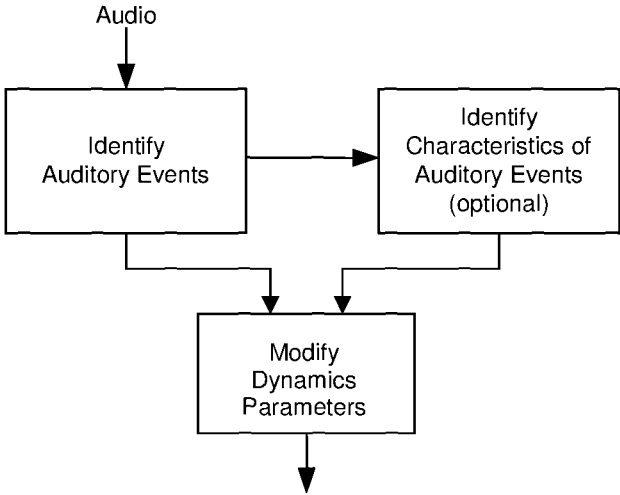 Audio
Identify
Auditory Events
Identify
Characteristics of
Auditory Events
(optional)
Modify
Dynamics
Parameters